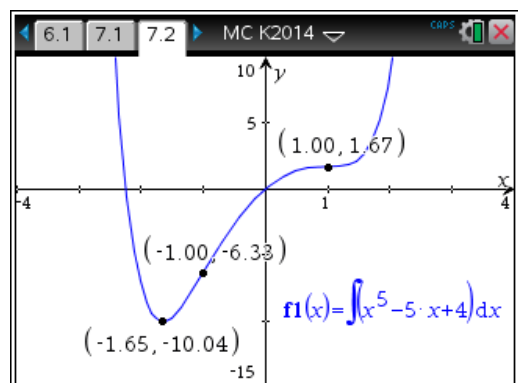 6.1 7.1 7.2 MC K2014 CAPS
10 y
5
(1.00, 1.67)
x
-4 1 4
(-1.00, -6.33)
f1(x)=∫(x⁵-5·x+4)dx
(-1.65, -10.04)
-15